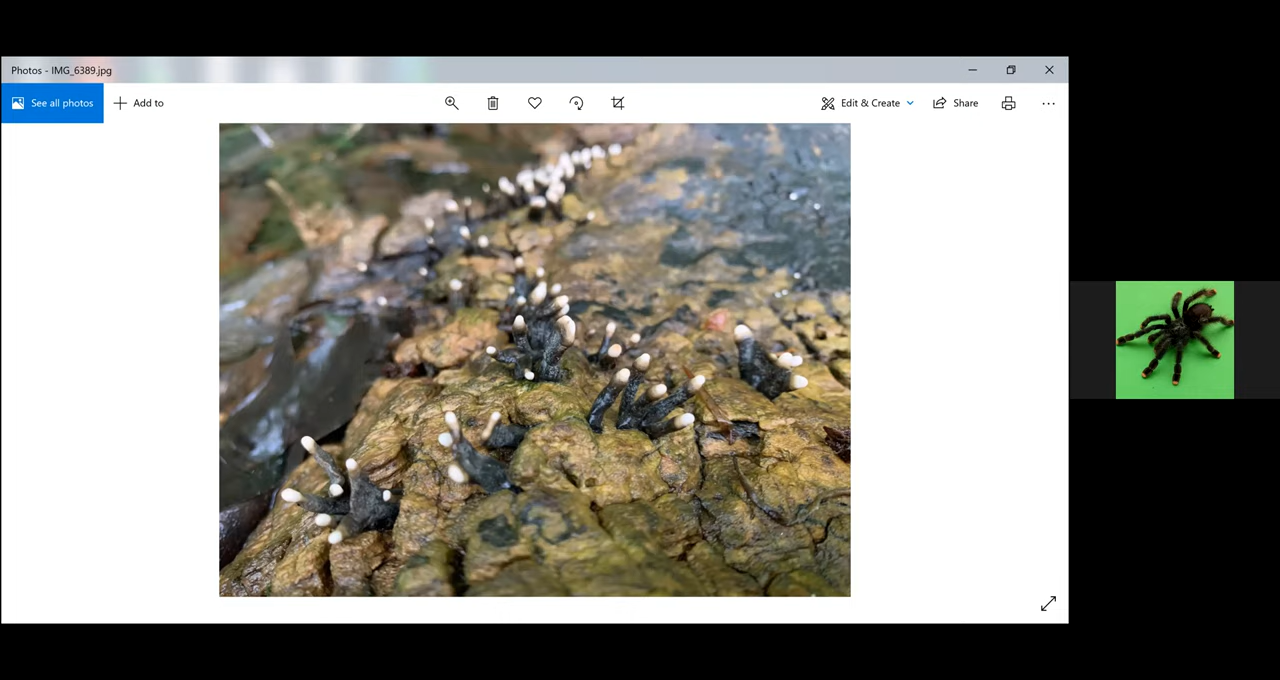 Photos - IMG_6389.jpg
See all photos
Add to
Edit & Create
Share